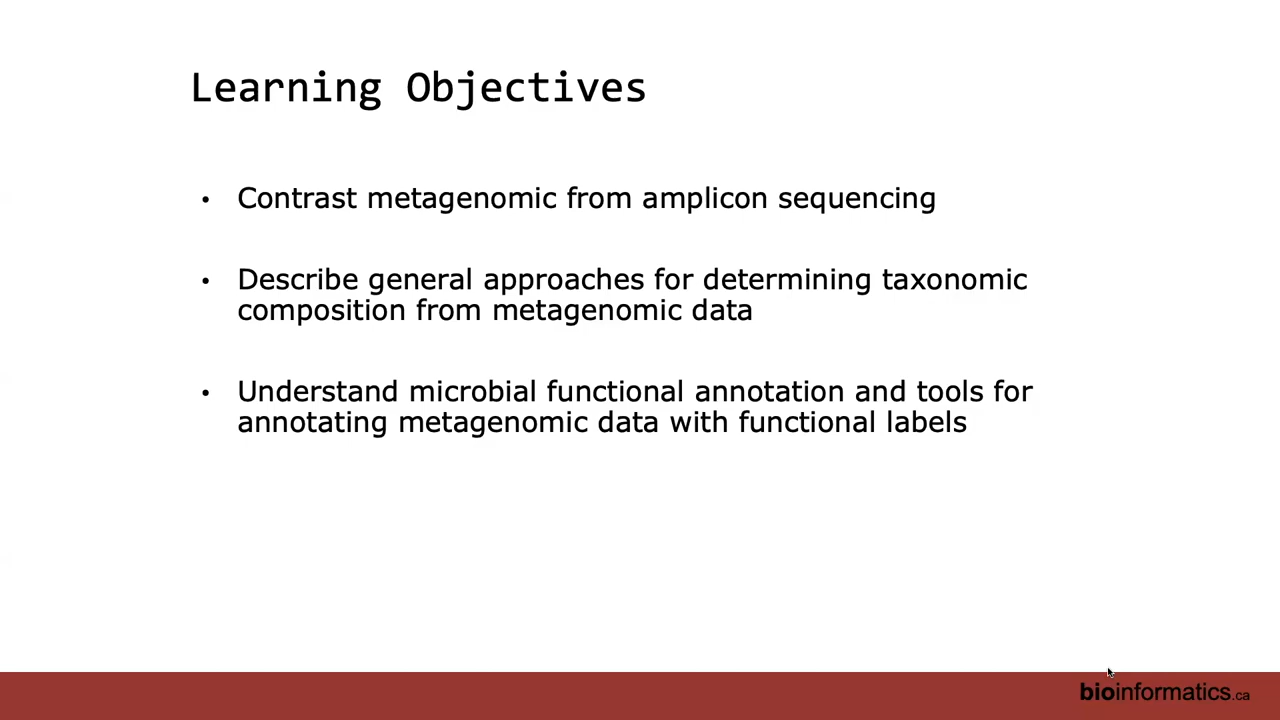 Learning Objectives
• Contrast metagenomic from amplicon sequencing
• Describe general approaches for determining taxonomic
composition from metagenomic data
• Understand microbial functional annotation and tools for
annotating metagenomic data with functional labels
bioinformatics.ca